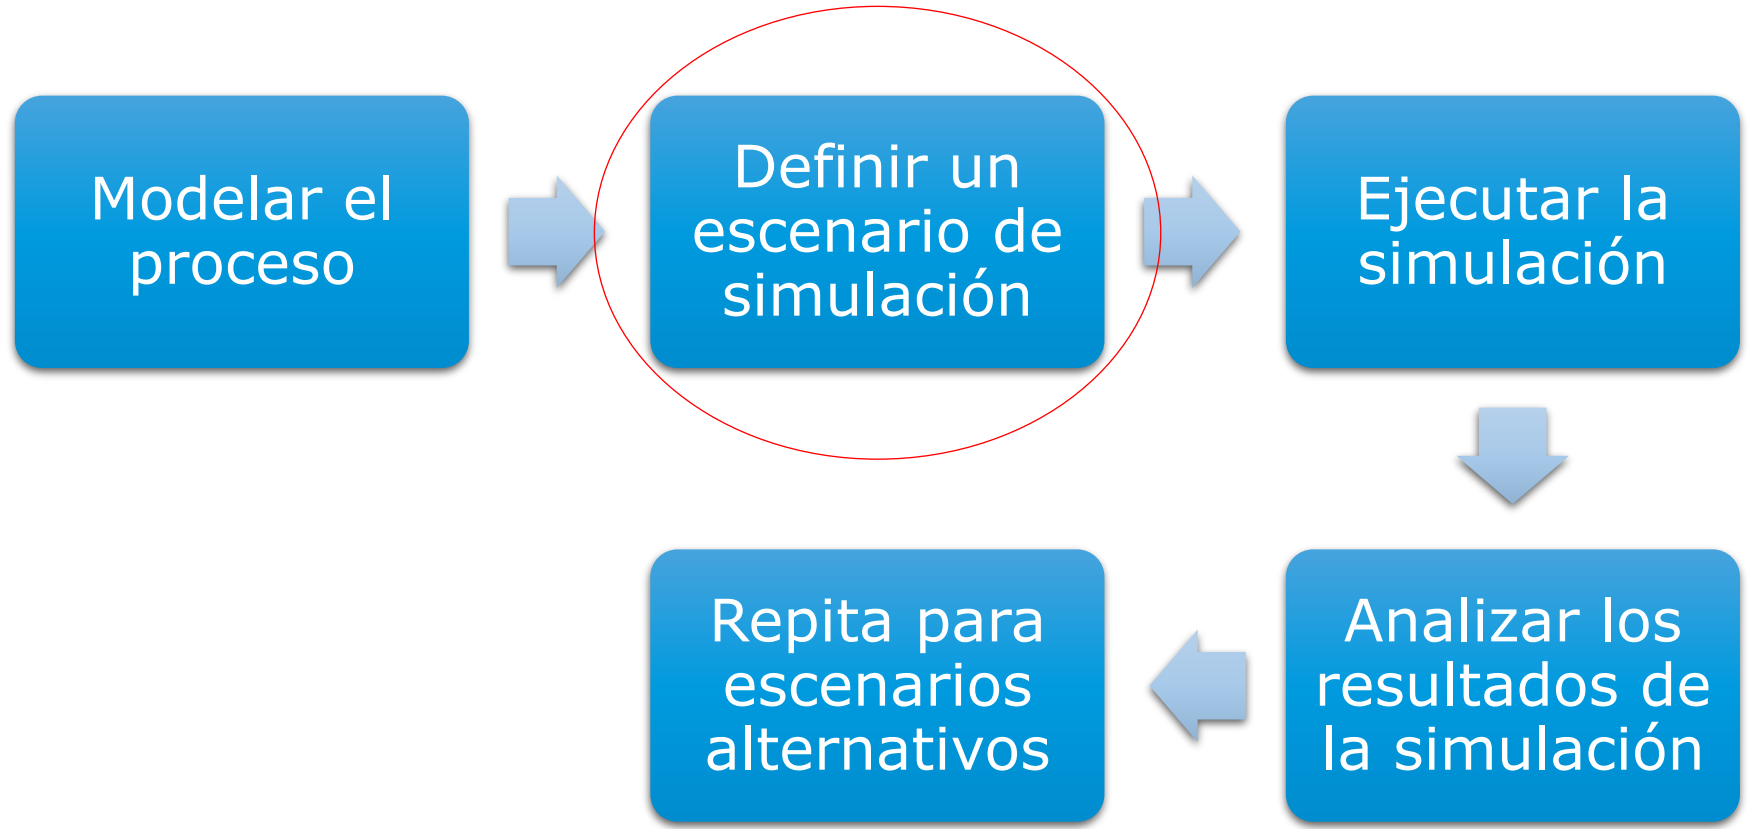 Modelar el
proceso
Definir un
escenario de
simulación
Ejecutar la
simulación
Analizar los
resultados de
la simulación
Repita para
escenarios
alternativos